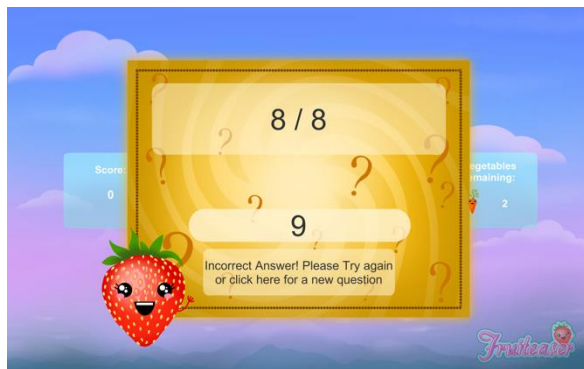 8 / 8
Score:
0
egetables
emaining:
2
9
Incorrect Answer! Please Try again
or click here for a new question
Fruiteaser